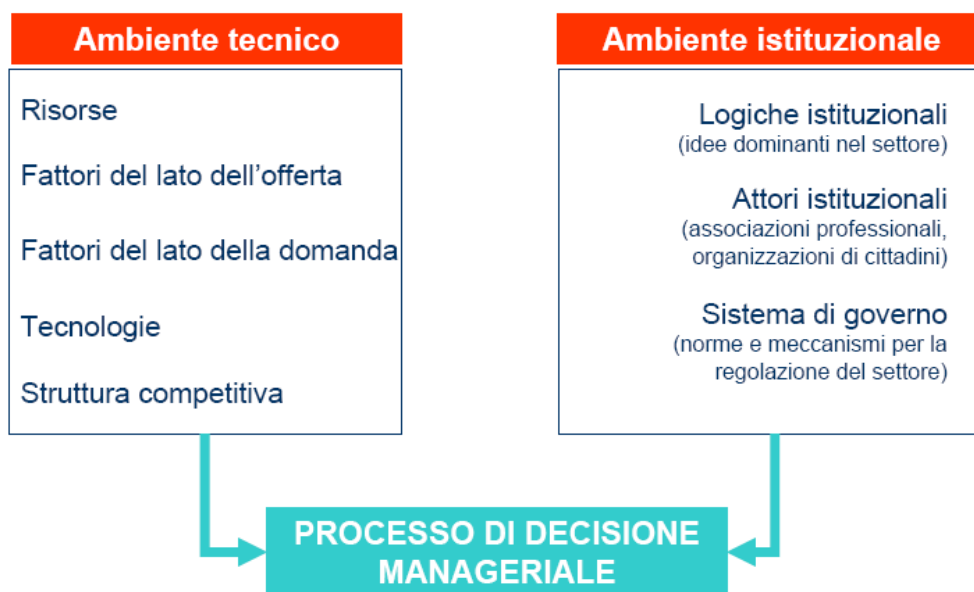 Ambiente tecnico
Risorse
Fattori del lato dell’offerta
Fattori del lato della domanda
Tecnologie
Struttura competitiva
Ambiente istituzionale
Logiche istituzionali
(idee dominanti nel settore)
Attori istituzionali
(associazioni professionali,
organizzazioni di cittadini)
Sistema di governo
(norme e meccanismi per la
regolazione del settore)
PROCESSO DI DECISIONE
MANAGERIALE